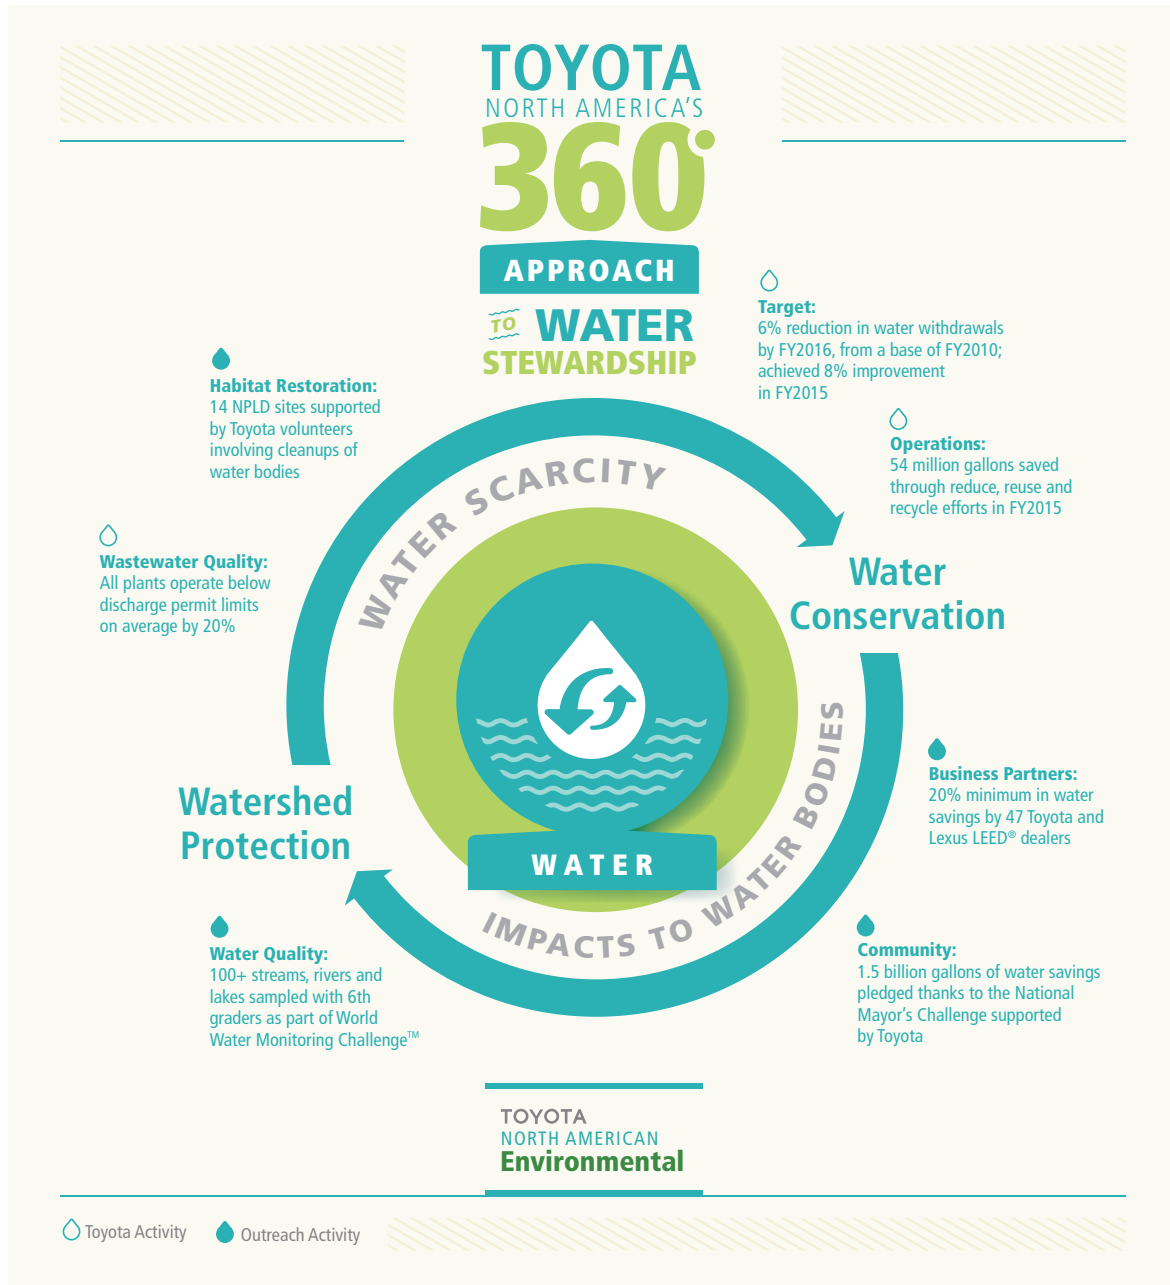 TOYOTA
NORTH AMERICA'S
360°
APPROACH
TO WATER
STEWARDSHIP
Target:
6% reduction in water withdrawals
by FY2016, from a base of FY2010;
achieved 8% improvement
in FY2015
Operations:
54 million gallons saved
through reduce, reuse and
recycle efforts in FY2015
Habitat Restoration:
14 NPLD sites supported
by Toyota volunteers
involving cleanups of
water bodies
Wastewater Quality:
All plants operate below
discharge permit limits
on average by 20%
WATER SCARCITY
Water
Conservation
IMPACTS TO WATER BODIES
WATER
Watershed
Protection
Business Partners:
20% minimum in water
savings by 47 Toyota and
Lexus LEED® dealers
Community:
1.5 billion gallons of water savings
pledged thanks to the National
Mayor's Challenge supported
by Toyota
Water Quality:
100+ streams, rivers and
lakes sampled with 6th
graders as part of World
Water Monitoring Challenge™
TOYOTA
NORTH AMERICAN
Environmental
Toyota Activity
Outreach Activity